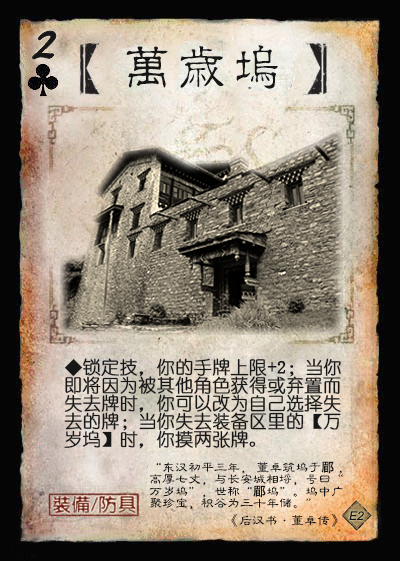 2
【萬歲塢】
◆锁定技，你的手牌上限+2；当你
即将因为被其他角色获得或弃置而
失去牌时，你可以改为自己选择失
去的牌；当你失去装备区里的【万
岁坞】时，你摸两张牌。
“东汉初平三年，董卓筑坞于郿，
高厚七丈，与长安城相埒，号曰“
万岁坞”，世称“郿坞”。坞中广
聚珍宝，积谷为三十年储。”
《后汉书·董卓传》
裝備/防具
E2